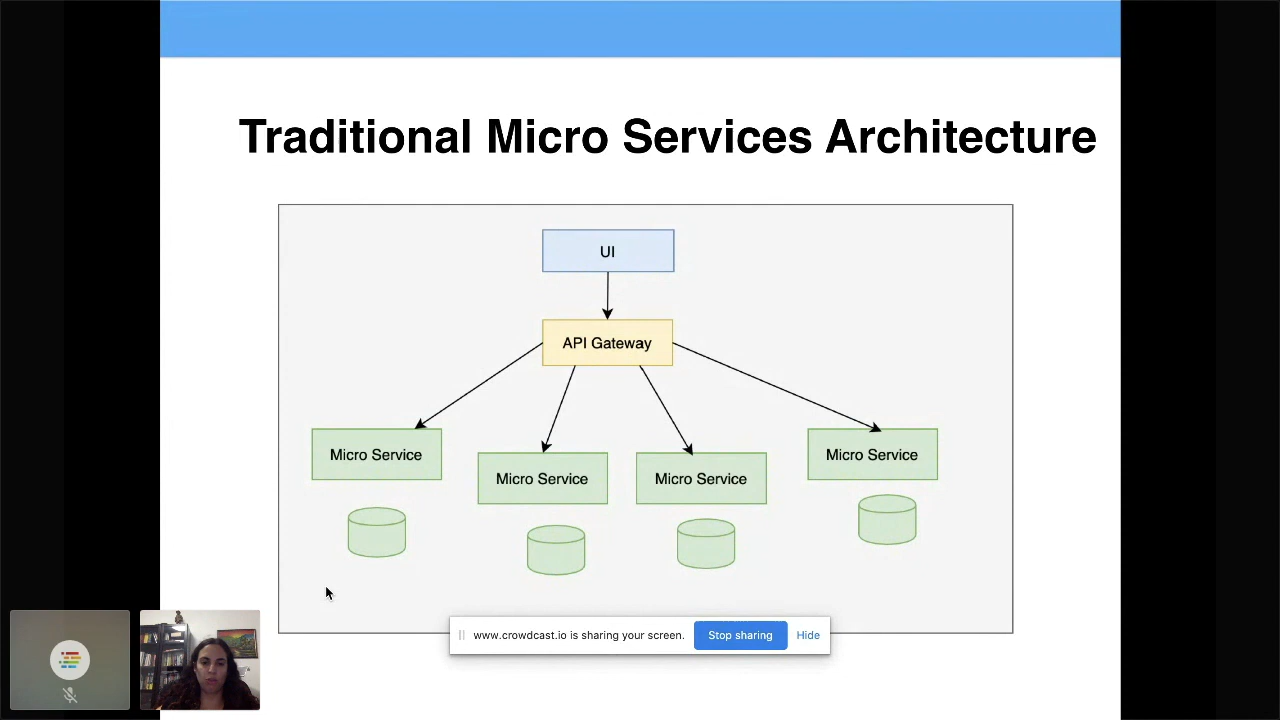 Traditional Micro Services Architecture
UI
API Gateway
Micro Service
Micro Service
Micro Service
Micro Service
www.crowdcast.io is sharing your screen.
Stop sharing
Hide